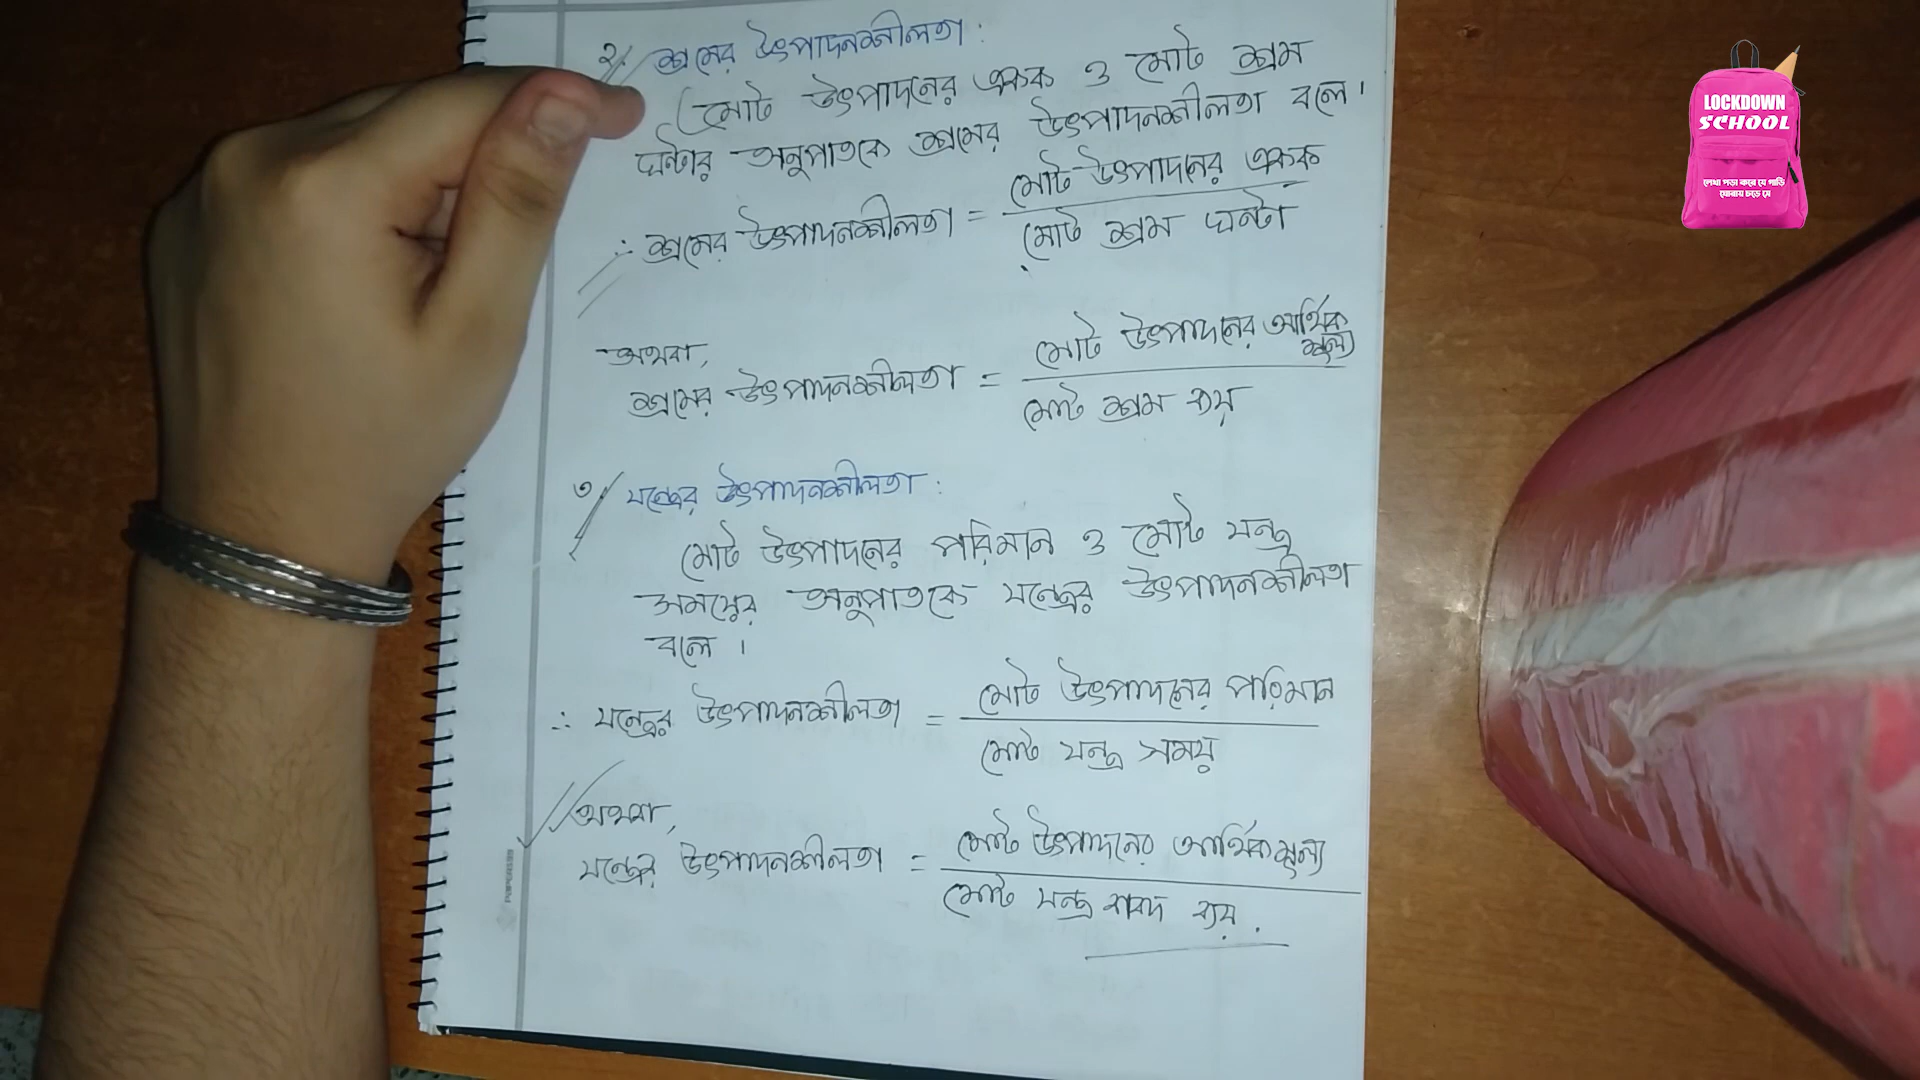 ২. শ্রমের উৎপাদনশীলতা:
মোট উৎপাদনের একক ও মোট শ্রম
ঘন্টার অনুপাতকে শ্রমের উৎপাদনশীলতা বলে।
∴ শ্রমের উৎপাদনশীলতা = মোট উৎপাদনের একক
মোট শ্রম ঘন্টা
অথবা,
শ্রমের উৎপাদনশীলতা = মোট উৎপাদনের আর্থিক মূল্য
মোট শ্রম ব্যয়
৩ যন্ত্রের উৎপাদনশীলতা:
মোট উৎপাদনের পরিমান ও মোট যন্ত্র
সময়ের অনুপাতকে যন্ত্রের উৎপাদনশীলতা
বলে।
∴ যন্ত্রের উৎপাদনশীলতা = মোট উৎপাদনের পরিমান
মোট যন্ত্র সময়
অথবা,
যন্ত্রের উৎপাদনশীলতা = মোট উৎপাদনের আর্থিক মূল্য
মোট যন্ত্র বাবদ ব্যয়.
LOCKDOWN
SCHOOL
লেখা পড়া করে যে গাড়ি
ঘোড়ায় চড়ে সে